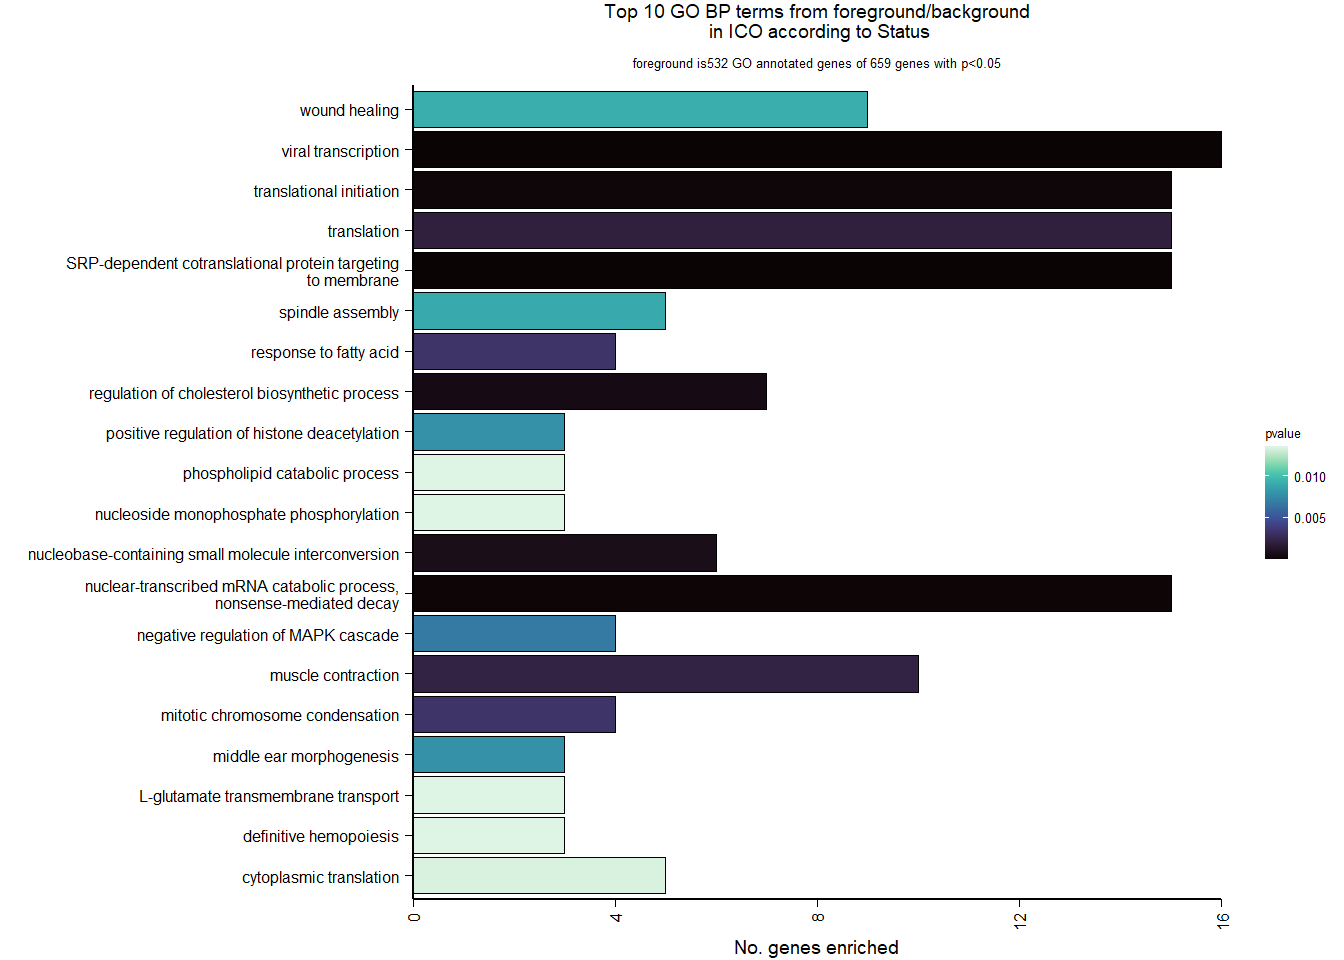 Top 10 GO BP terms from foreground/background
in ICO according to Status
foreground is532 GO annotated genes of 659 genes with p<0.05
wound healing
viral transcription
translational initiation
translation
SRP-dependent cotranslational protein targeting
to membrane
spindle assembly
response to fatty acid
regulation of cholesterol biosynthetic process
positive regulation of histone deacetylation
phospholipid catabolic process
nucleoside monophosphate phosphorylation
nucleobase-containing small molecule interconversion
nuclear-transcribed mRNA catabolic process,
nonsense-mediated decay
negative regulation of MAPK cascade
muscle contraction
mitotic chromosome condensation
middle ear morphogenesis
L-glutamate transmembrane transport
definitive hemopoiesis
cytoplasmic translation
0 4 8 12 16
No. genes enriched
pvalue
0.010
0.005